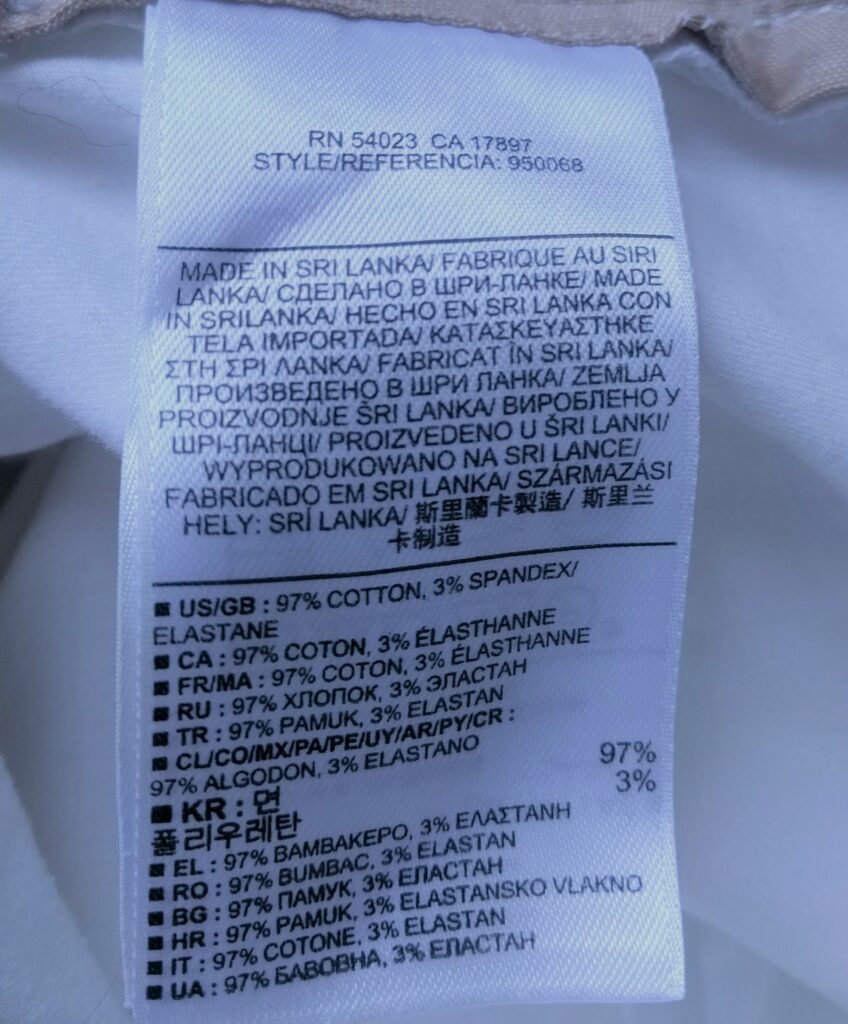 RN 54023 CA 17897
STYLE/REFERENCIA: 950068
MADE IN SRI LANKA/ FABRIQUE AU SIRI
LANKA/ СДЕЛАНО В ШРИ-ЛАНКЕ/ MADE
IN SRILANKA/ HECHO EN SRI LANKA CON
TELA IMPORTADA/ ΚΑΤΑΣΚΕΥΑΣΤΗΚΕ
ΣΤΗ ΣΡΙ ΛΑΝΚΑ/ FABRICAT ÎN SRI LANKA/
ПРОИЗВЕДЕНО В ШРИ ЛАНКА/ ZEMLJA
PROIZVODNJE ŠRI LANKA/ ВИРОБЛЕНО У
ШРІ-ЛАНЦІ/ PROIZVEDENO U ŠRI LANKI/
WYPRODUKOWANO NA SRI LANCE/
FABRICADO EM SRI LANKA/ SZÁRMAZÁSI
HELY: SRÍ LANKA/ 斯里蘭卡製造/ 斯里兰
卡制造
■ US/GB : 97% COTTON, 3% SPANDEX/
ELASTANE
■ CA : 97% COTON, 3% ÉLASTHANNE
■ FR/MA : 97% COTON, 3% ÉLASTHANNE
■ RU : 97% ХЛОПОК, 3% ЭЛАСТАН
■ TR : 97% PAMUK, 3% ELASTAN
■ CL/CO/MX/PA/PE/UY/AR/PY/CR :
97% ALGODON, 3% ELASTANO
■ KR : 면 97%
폴리우레탄 3%
■ EL : 97% ΒΑΜΒΑΚΕΡΟ, 3% ΕΛΑΣΤΑΝΗ
■ RO : 97% BUMBAC, 3% ELASTAN
■ BG : 97% ПАМУК, 3% ЕЛАСТАН
■ HR : 97% PAMUK, 3% ELASTANSKO VLAKNO
■ IT : 97% COTONE, 3% ELASTAN
■ UA : 97% БАВОВНА, 3% ЕЛАСТАН